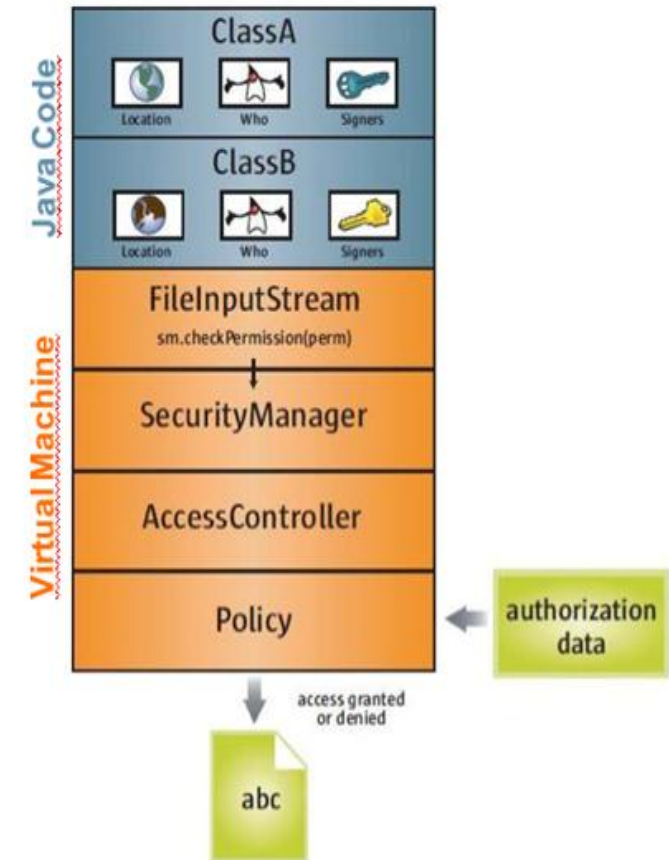 Java Code
ClassA
Location Who Signers
ClassB
Location Who Signers
Virtual Machine
FileInputStream
sm.checkPermission(perm)
SecurityManager
AccessController
Policy
authorization
data
access granted
or denied
abc